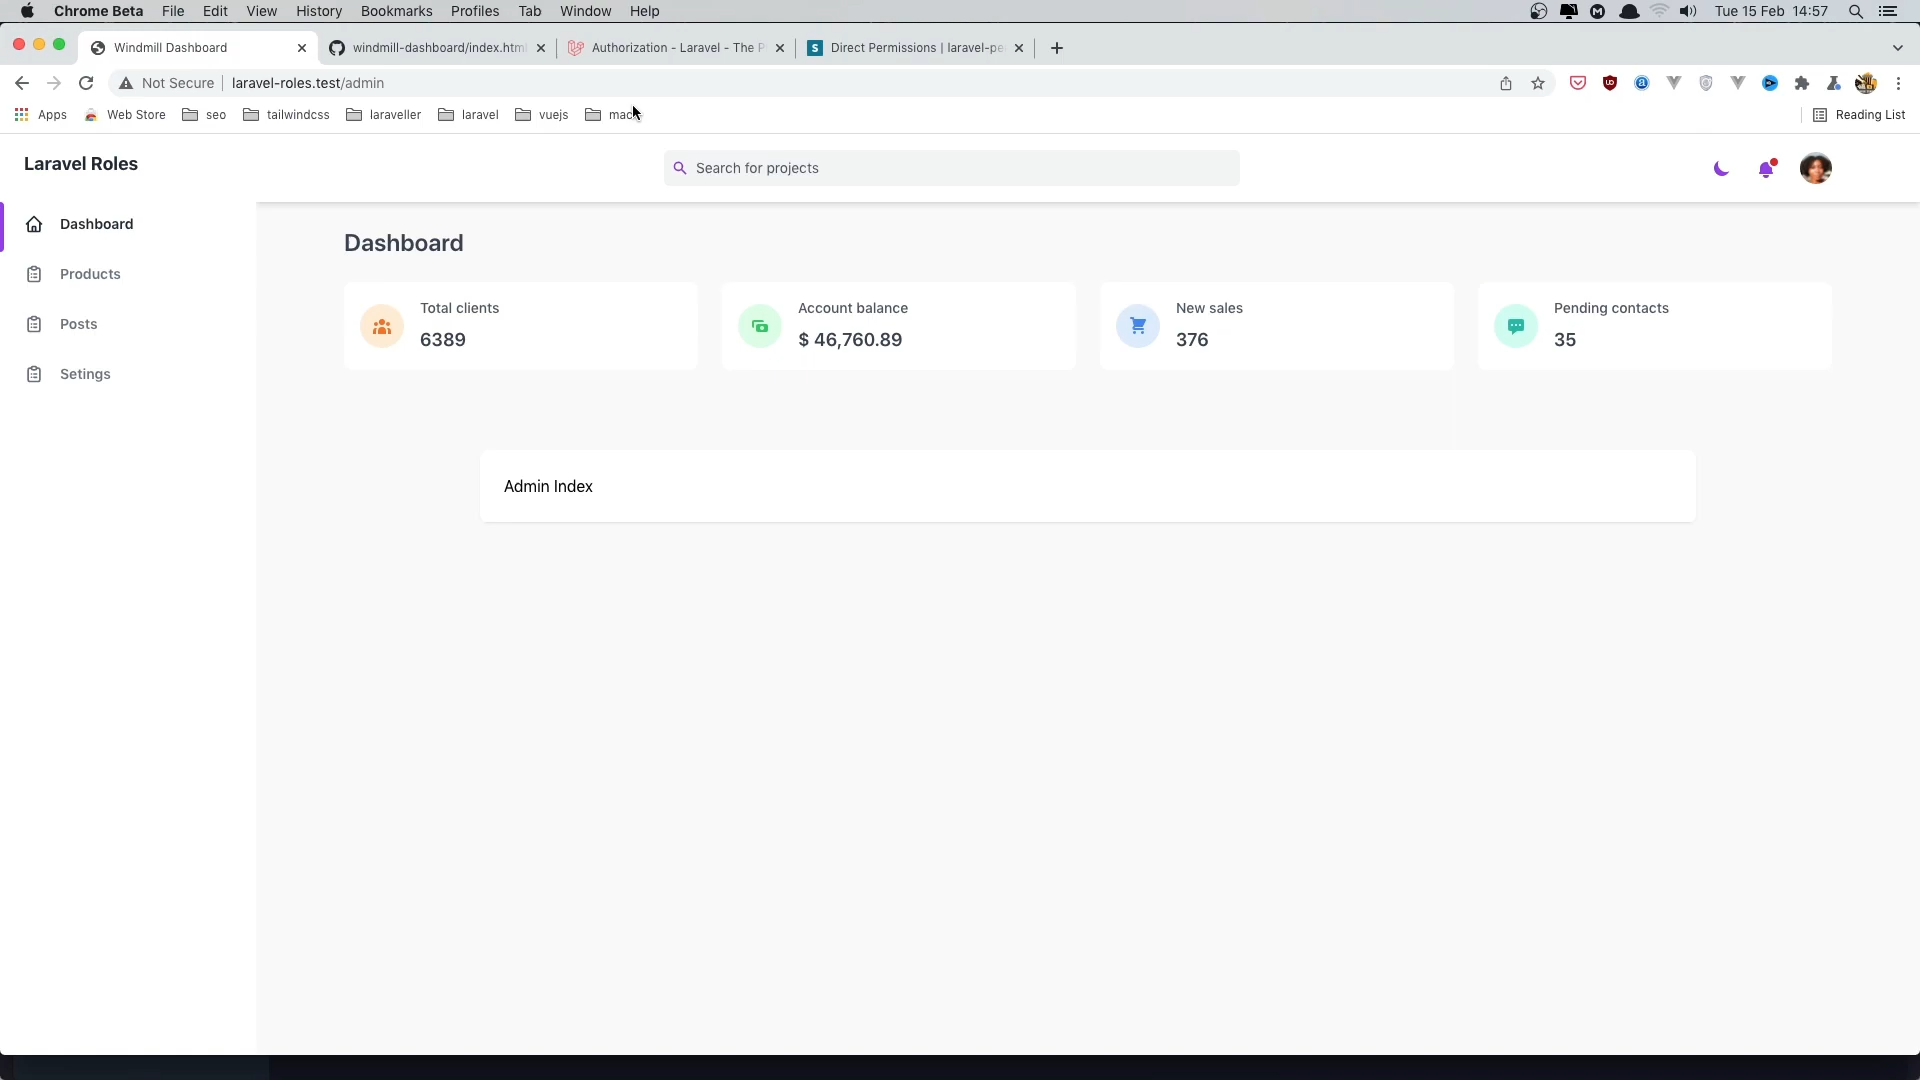 Chrome Beta File Edit View History Bookmarks Profiles Tab Window Help Tue 15 Feb 14:57
Windmill Dashboard windmill-dashboard/index.html Authorization - Laravel - The P Direct Permissions | laravel-pe
Not Secure laravel-roles.test/admin
Apps Web Store seo tailwindcss laraveller laravel vuejs mac Reading List
Laravel Roles
Search for projects
Dashboard
Products
Posts
Setings
Dashboard
Total clients
6389
Account balance
$ 46,760.89
New sales
376
Pending contacts
35
Admin Index